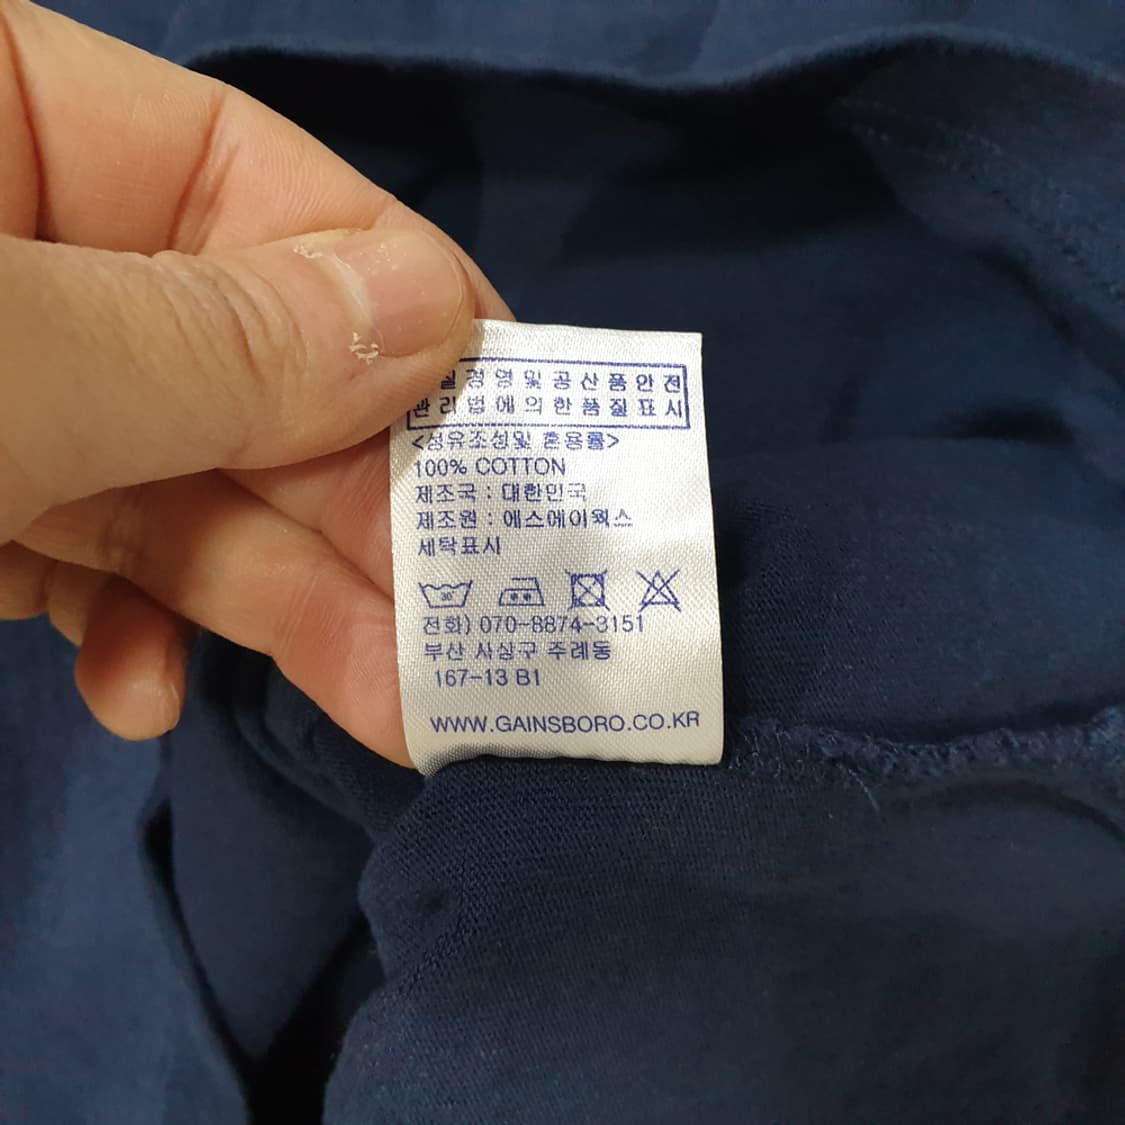 질경영및공산품안전
관리법에의한품질표시
<섬유조성및 혼용률>
100% COTTON
제조국 : 대한민국
제조원 : 에스에이웍스
세탁표시
30
전화) 070-8874-3151
부산 사상구 주례동
167-13 B1
WWW.GAINSBORO.CO.KR